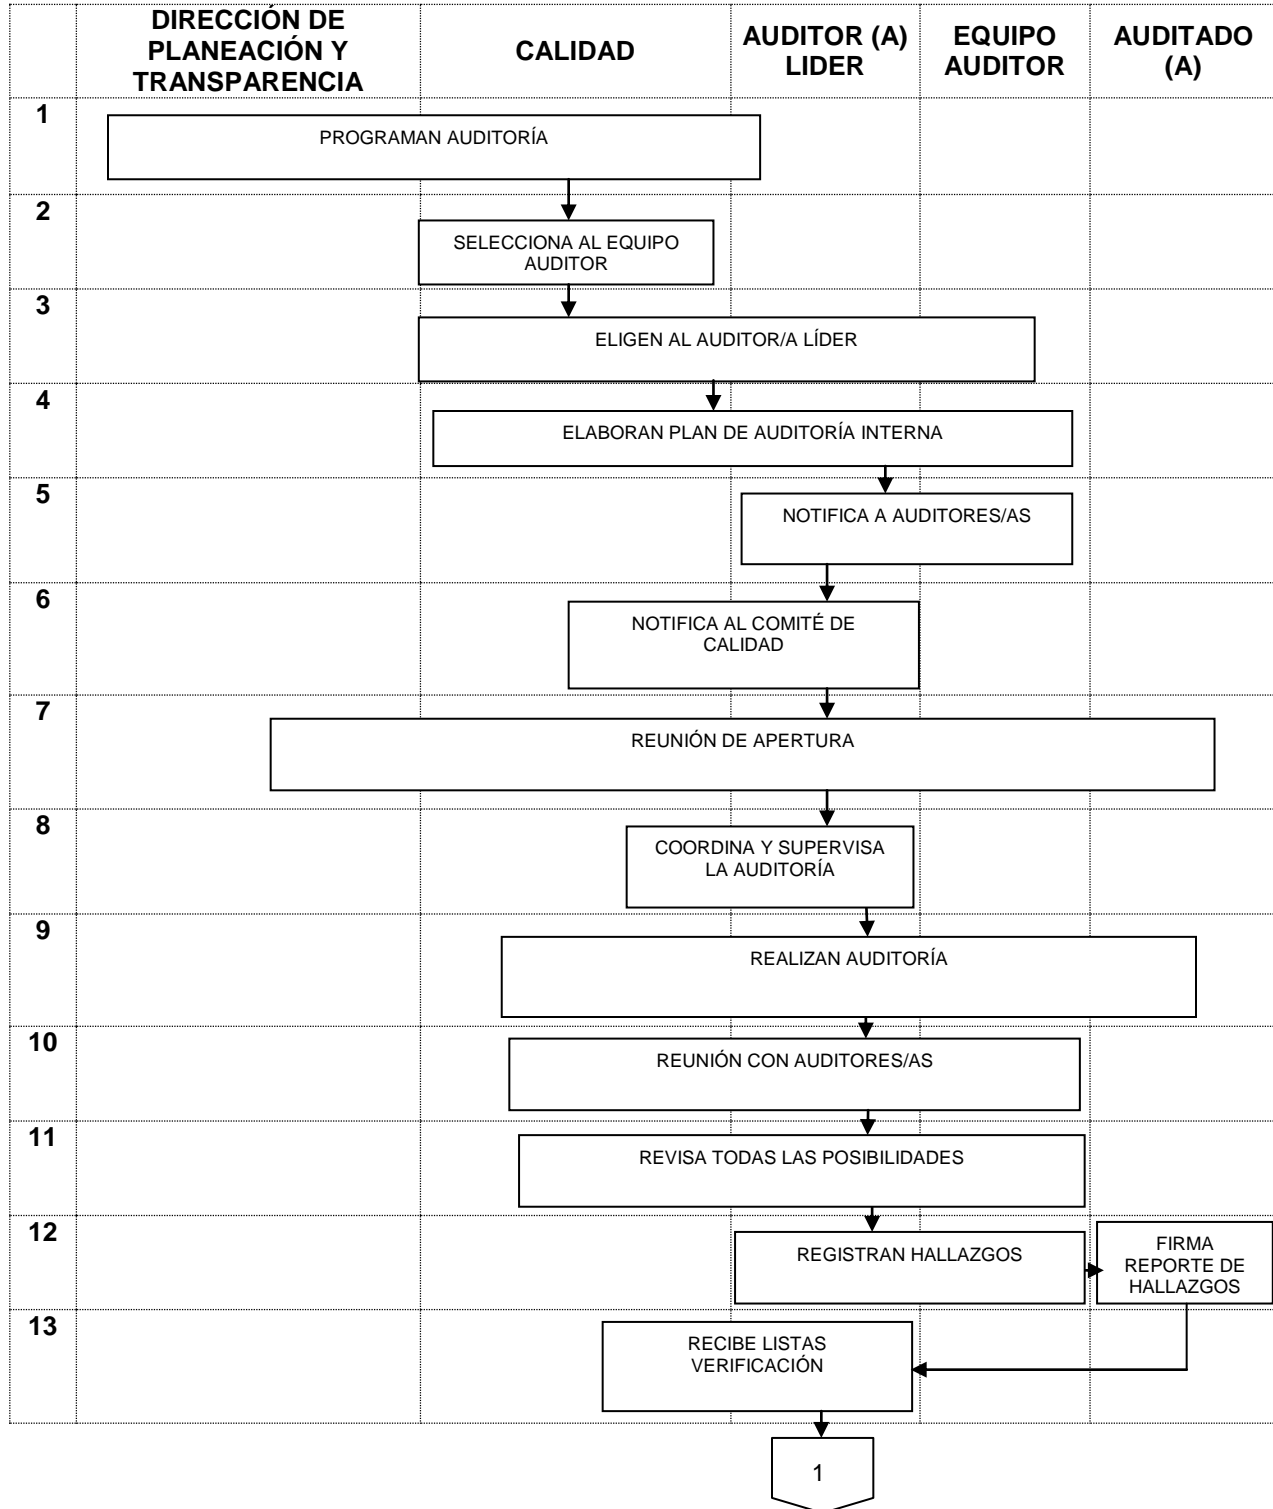 DIRECCIÓN DE
PLANEACIÓN Y
TRANSPARENCIA
CALIDAD
AUDITOR (A)
LIDER
EQUIPO
AUDITOR
AUDITADO
(A)
1
PROGRAMAN AUDITORÍA
2
SELECCIONA AL EQUIPO
AUDITOR
3
ELIGEN AL AUDITOR/A LÍDER
4
ELABORAN PLAN DE AUDITORÍA INTERNA
5
NOTIFICA A AUDITORES/AS
6
NOTIFICA AL COMITÉ DE
CALIDAD
7
REUNIÓN DE APERTURA
8
COORDINA Y SUPERVISA
LA AUDITORÍA
9
REALIZAN AUDITORÍA
10
REUNIÓN CON AUDITORES/AS
11
REVISA TODAS LAS POSIBILIDADES
12
REGISTRAN HALLAZGOS
FIRMA
REPORTE DE
HALLAZGOS
13
RECIBE LISTAS
VERIFICACIÓN
1